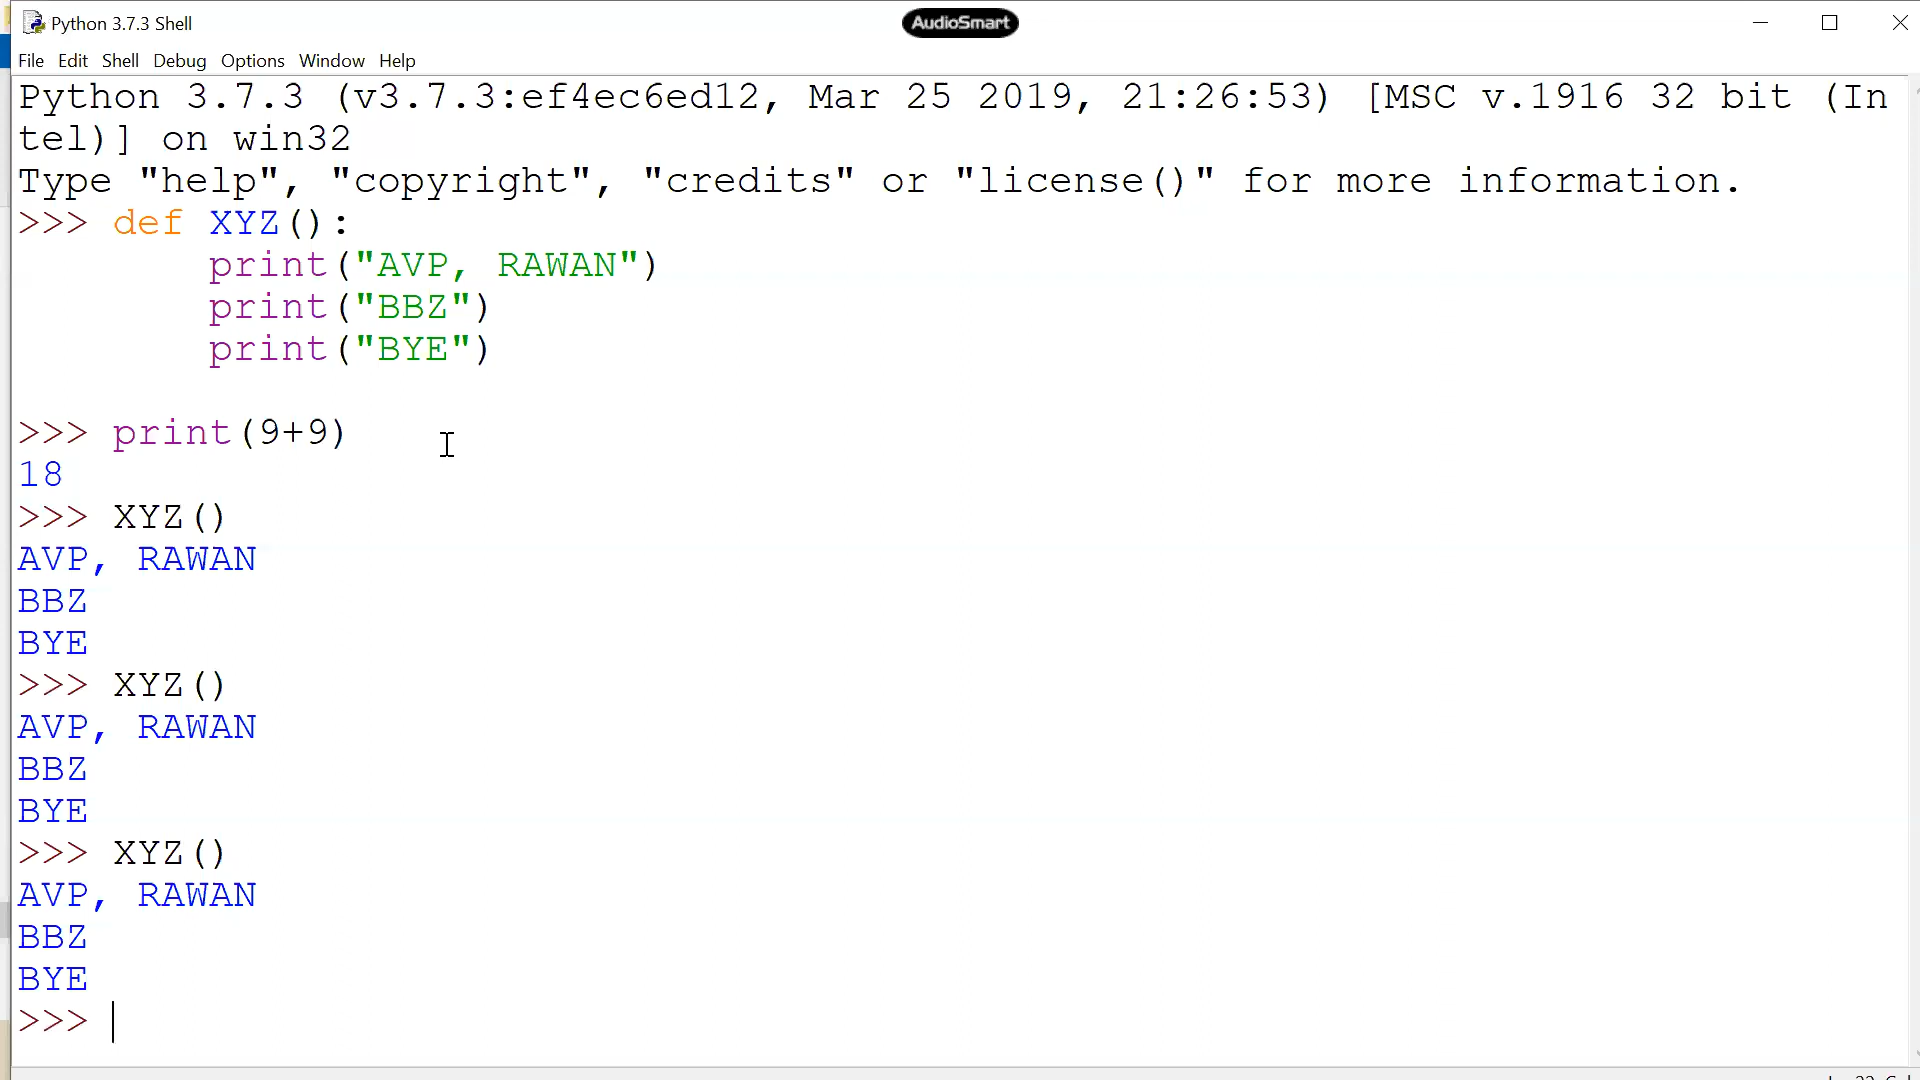 Python 3.7.3 Shell
AudioSmart
File Edit Shell Debug Options Window Help
Python 3.7.3 (v3.7.3:ef4ec6ed12, Mar 25 2019, 21:26:53) [MSC v.1916 32 bit (In
tel)] on win32
Type "help", "copyright", "credits" or "license()" for more information.
>>> def XYZ():
print("AVP, RAWAN")
print("BBZ")
print("BYE")
>>> print(9+9)
18
>>> XYZ()
AVP, RAWAN
BBZ
BYE
>>> XYZ()
AVP, RAWAN
BBZ
BYE
>>> XYZ()
AVP, RAWAN
BBZ
BYE
>>>